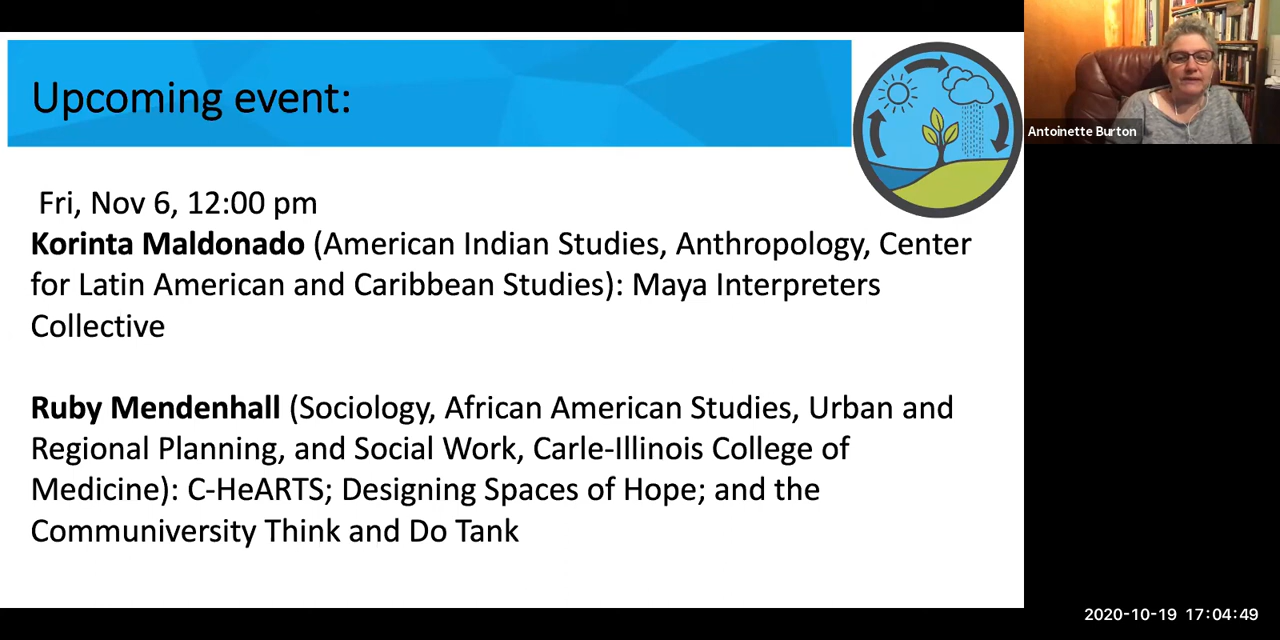 Upcoming event:
Antoinette Burton
Fri, Nov 6, 12:00 pm
Korinta Maldonado (American Indian Studies, Anthropology, Center
for Latin American and Caribbean Studies): Maya Interpreters
Collective
Ruby Mendenhall (Sociology, African American Studies, Urban and
Regional Planning, and Social Work, Carle-Illinois College of
Medicine): C-HeARTS; Designing Spaces of Hope; and the
Communiversity Think and Do Tank
2020-10-19 17:04:49